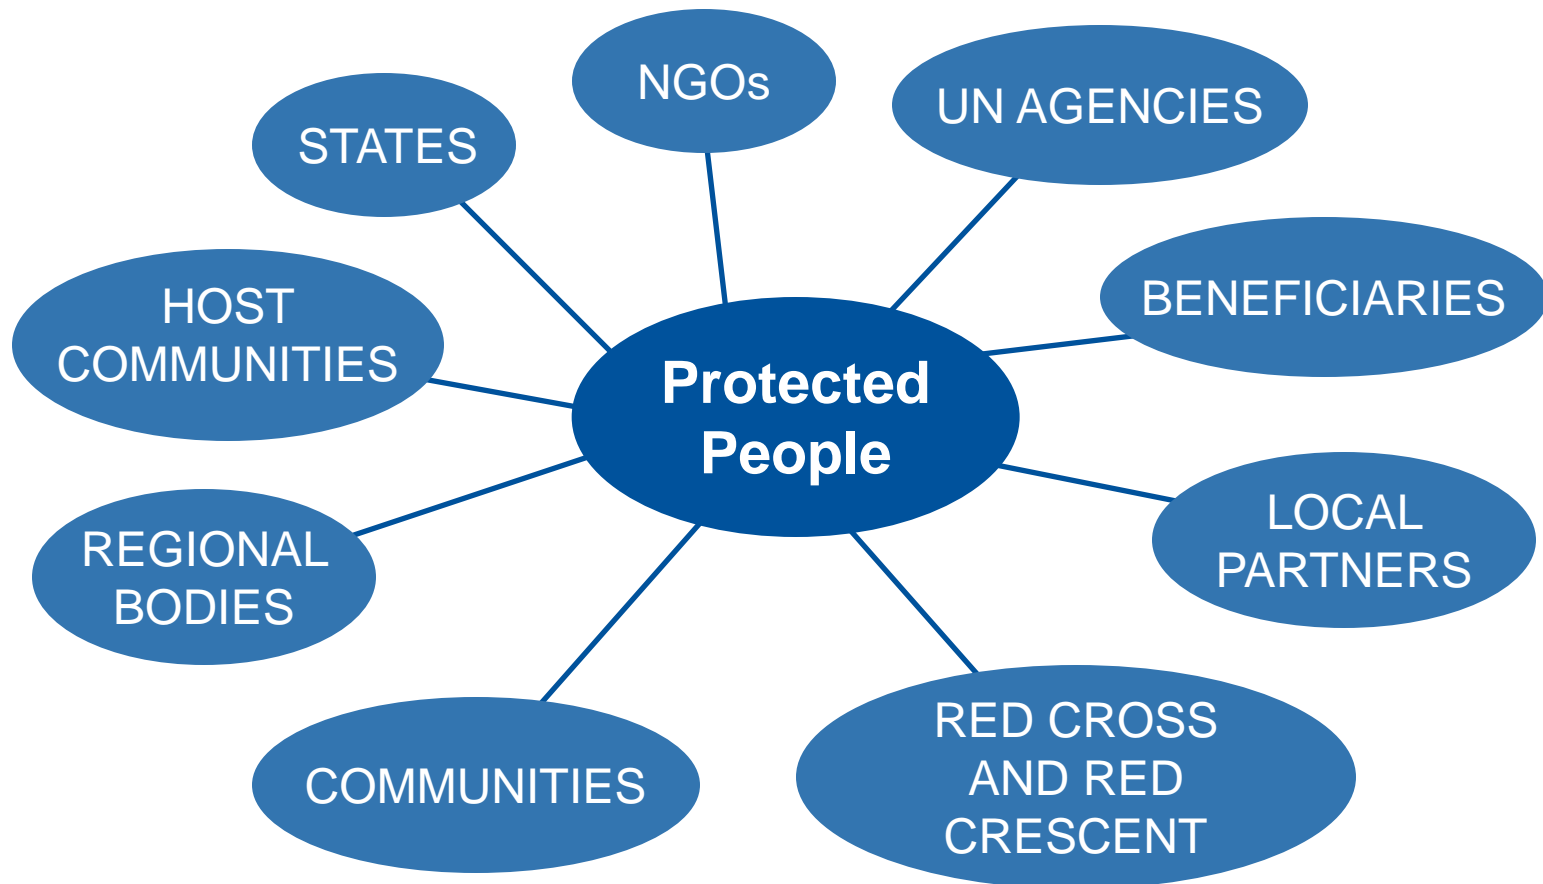 NGOs
UN AGENCIES
STATES
BENEFICIARIES
HOST
COMMUNITIES
Protected
People
LOCAL
PARTNERS
REGIONAL
BODIES
RED CROSS
AND RED
CRESCENT
COMMUNITIES